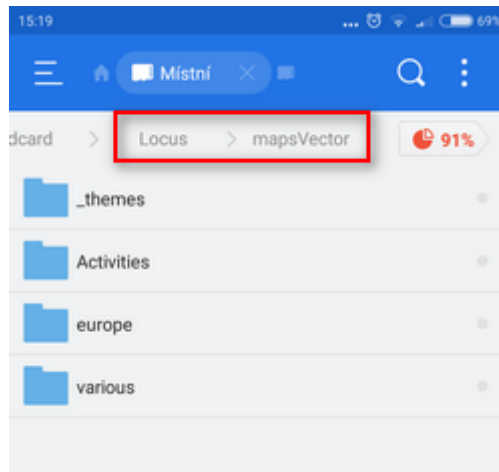 15:19 ... 69%
Místní
dcard > Locus > mapsVector 91%
_themes
Activities
europe
various